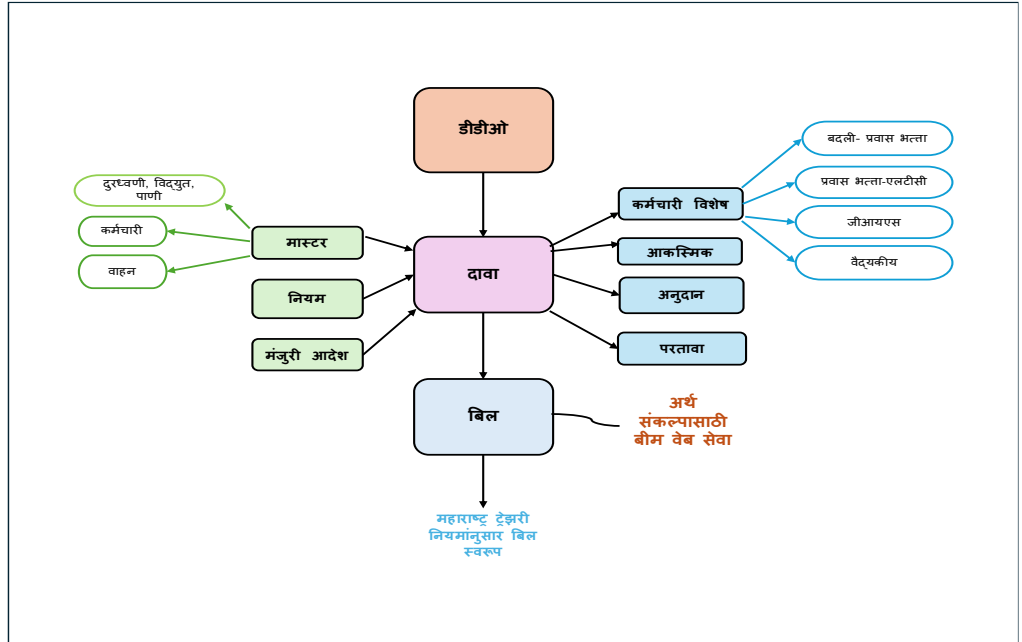 डीडीओ
बदली- प्रवास भत्ता
दुरध्वणी, विद्युत,
पाणी
प्रवास भत्ता-एलटीसी
कर्मचारी विशेष
कर्मचारी
जीआयएस
मास्टर
आकस्मिक
वाहन
दावा
वैद्यकीय
नियम
अनुदान
मंजुरी आदेश
परतावा
बिल
अर्थ
संकल्पासाठी
बीम वेब सेवा
महाराष्ट्र ट्रेझरी
नियमांनुसार बिल
स्वरूप